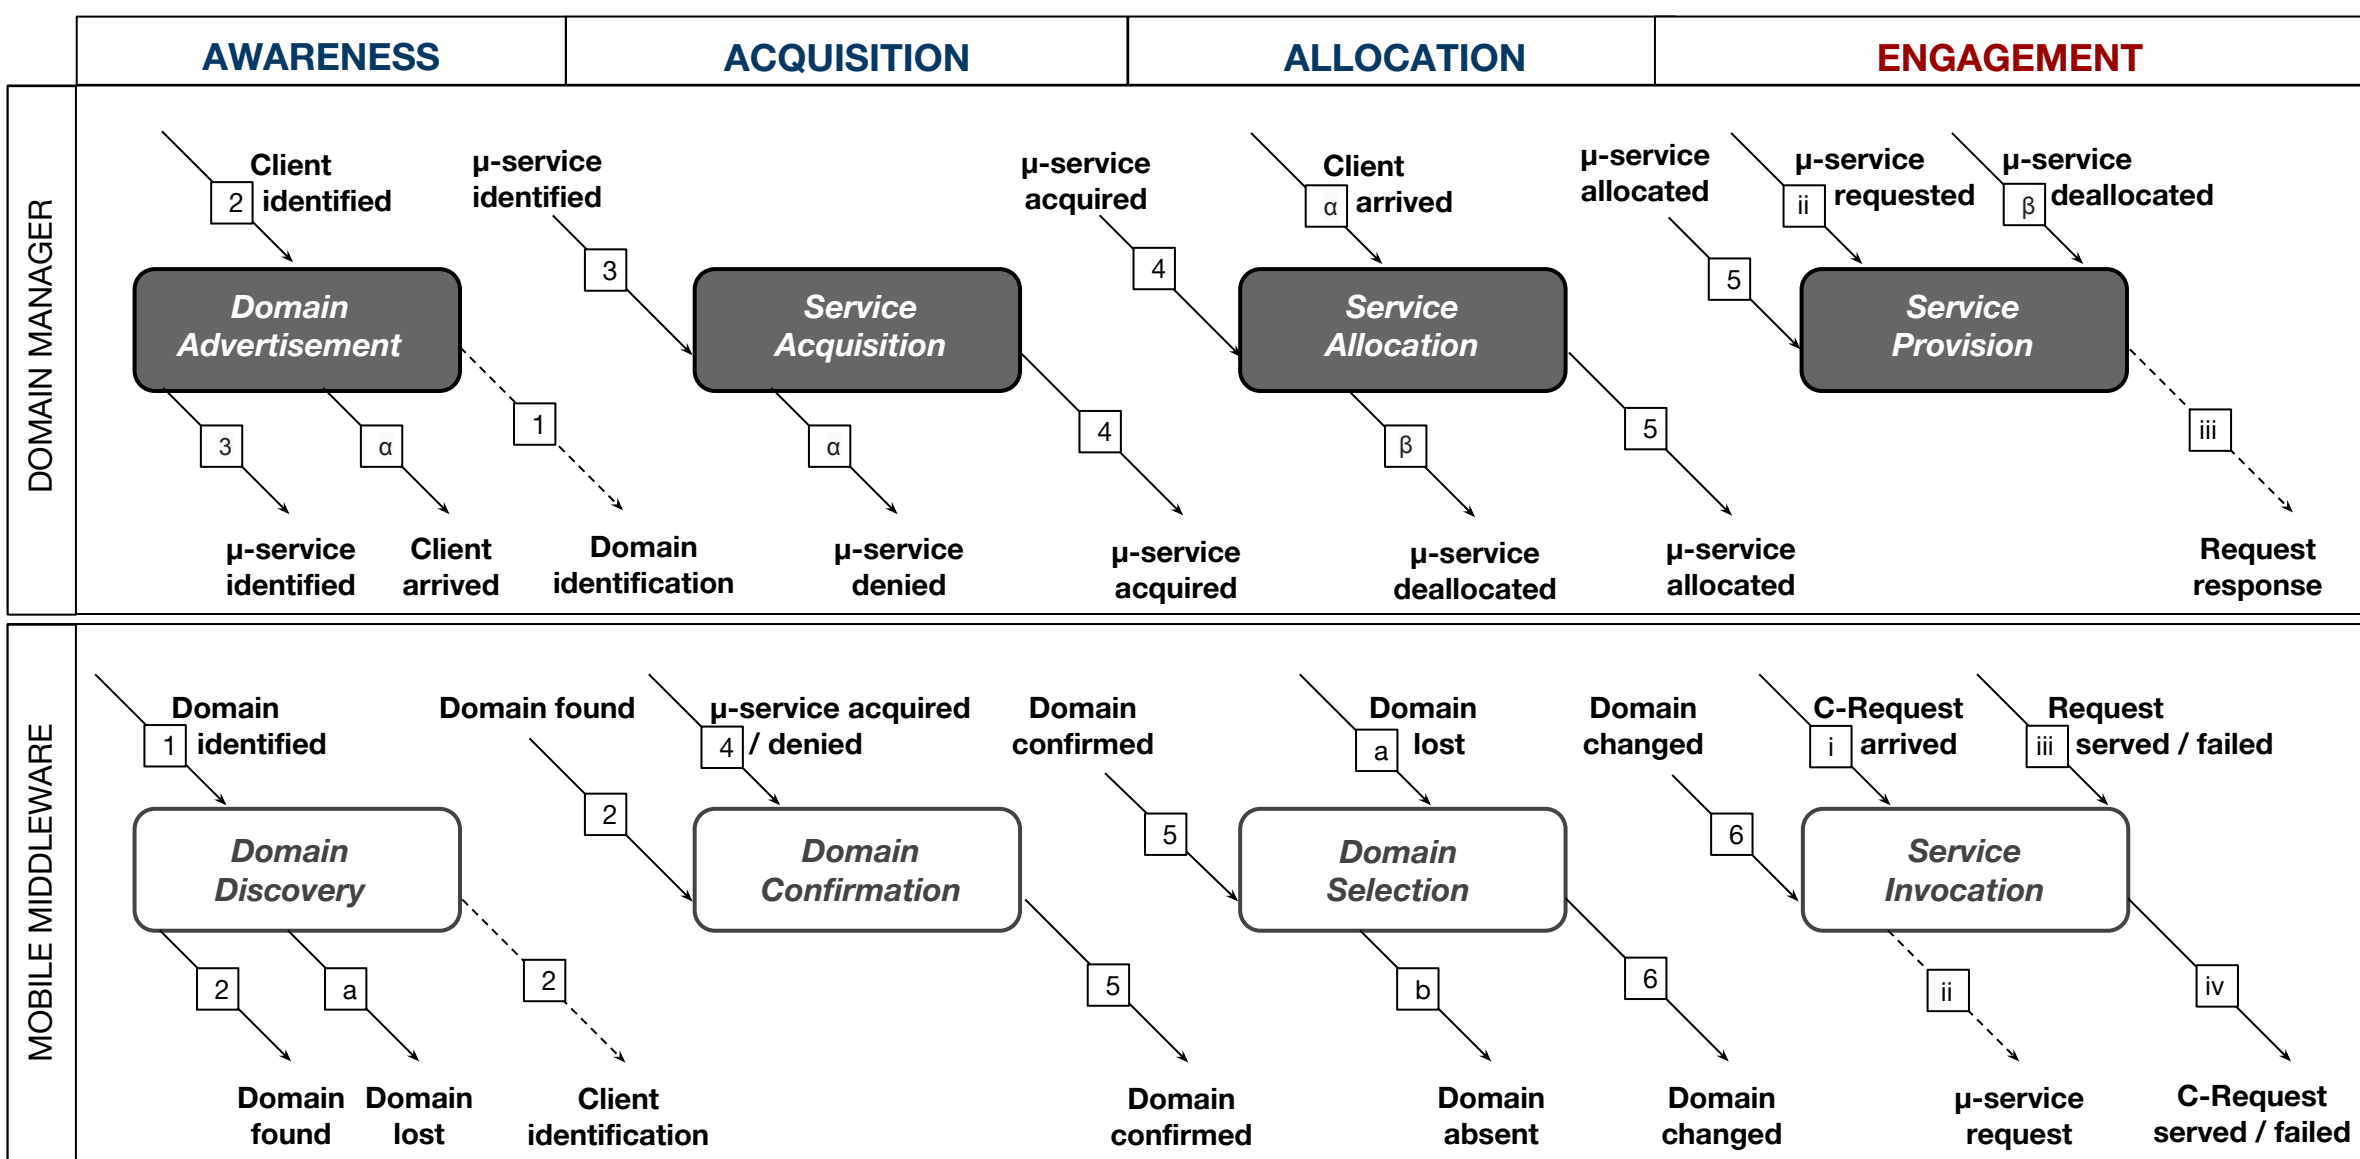 AWARENESS
ACQUISITION
ALLOCATION
ENGAGEMENT
DOMAIN MANAGER
Client
2 identified
μ-service
identified
3
μ-service
acquired
4
Client
α arrived
μ-service
allocated
5
μ-service
ii requested
μ-service
β deallocated
Domain
Advertisement
Service
Acquisition
Service
Allocation
Service
Provision
3
α
1
α
4
β
5
iii
μ-service
identified
Client
arrived
Domain
identification
μ-service
denied
μ-service
acquired
μ-service
deallocated
μ-service
allocated
Request
response
MOBILE MIDDLEWARE
Domain
1 identified
Domain found
2
μ-service acquired
4 / denied
Domain
confirmed
5
Domain
a lost
Domain
changed
6
C-Request
i arrived
Request
iii served / failed
Domain
Discovery
Domain
Confirmation
Domain
Selection
Service
Invocation
2
a
2
5
b
6
ii
iv
Domain
found
Domain
lost
Client
identification
Domain
confirmed
Domain
absent
Domain
changed
μ-service
request
C-Request
served / failed